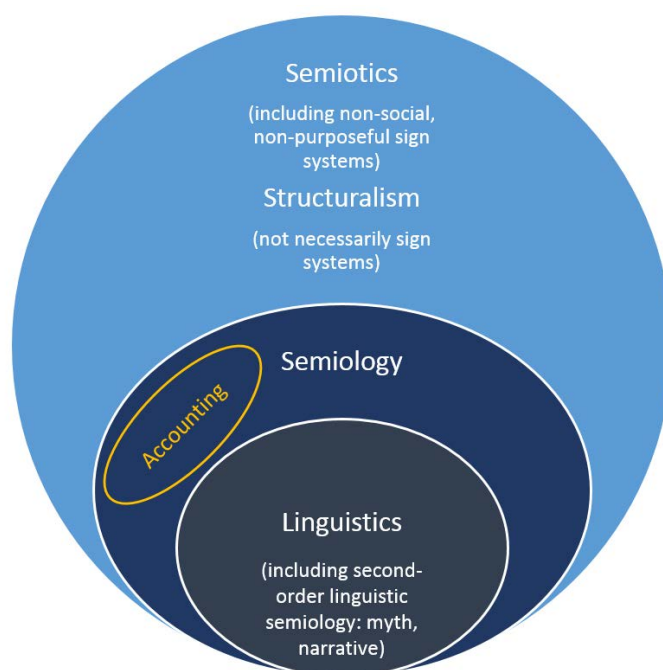 Semiotics
(including non-social,
non-purposeful sign
systems)
Structuralism
(not necessarily sign
systems)
Semiology
Accounting
Linguistics
(including second-
order linguistic
semiology: myth,
narrative)